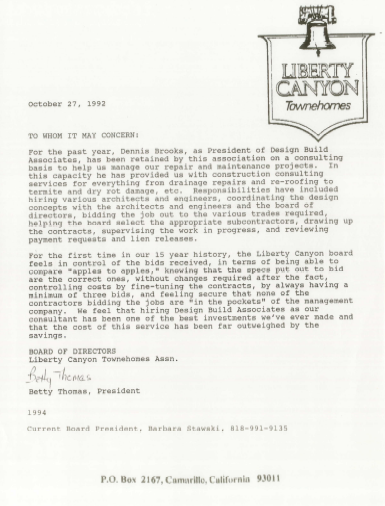 LIBERTY
CANYON
Townehomes
October 27, 1992
TO WHOM IT MAY CONCERN:
For the past year, Dennis Brooks, as President of Design Build
Associates, has been retained by this association on a consulting
basis to help us manage our repair and maintenance projects. In
this capacity he has provided us with construction consulting
services for everything from drainage repairs and re-roofing to
termite and dry rot damage, etc. Responsibilities have included
hiring various architects and engineers, coordinating the design
concepts with the architects and engineers and the board of
directors, bidding the job out to the various trades required,
helping the board select the appropriate subcontractors, drawing up
the contracts, supervising the work in progress, and reviewing
payment requests and lien releases.
For the first time in our 15 year history, the Liberty Canyon board
feels in control of the bids received, in terms of being able to
compare "apples to apples," knowing that the specs put out to bid
are the correct ones, without changes required after the fact,
controlling costs by fine-tuning the contracts, by always having a
minimum of three bids, and feeling secure that none of the
contractors bidding the jobs are "in the pockets" of the management
company. We feel that hiring Design Build Associates as our
consultant has been one of the best investments we've ever made and
that the cost of this service has been far outweighed by the
savings.
BOARD OF DIRECTORS
Liberty Canyon Townehomes Assn.
Betty Thomas
Betty Thomas, President
1994
Current Board President, Barbara Stawski, 818-991-9135
P.O. Box 2167, Camarillo, California 93011